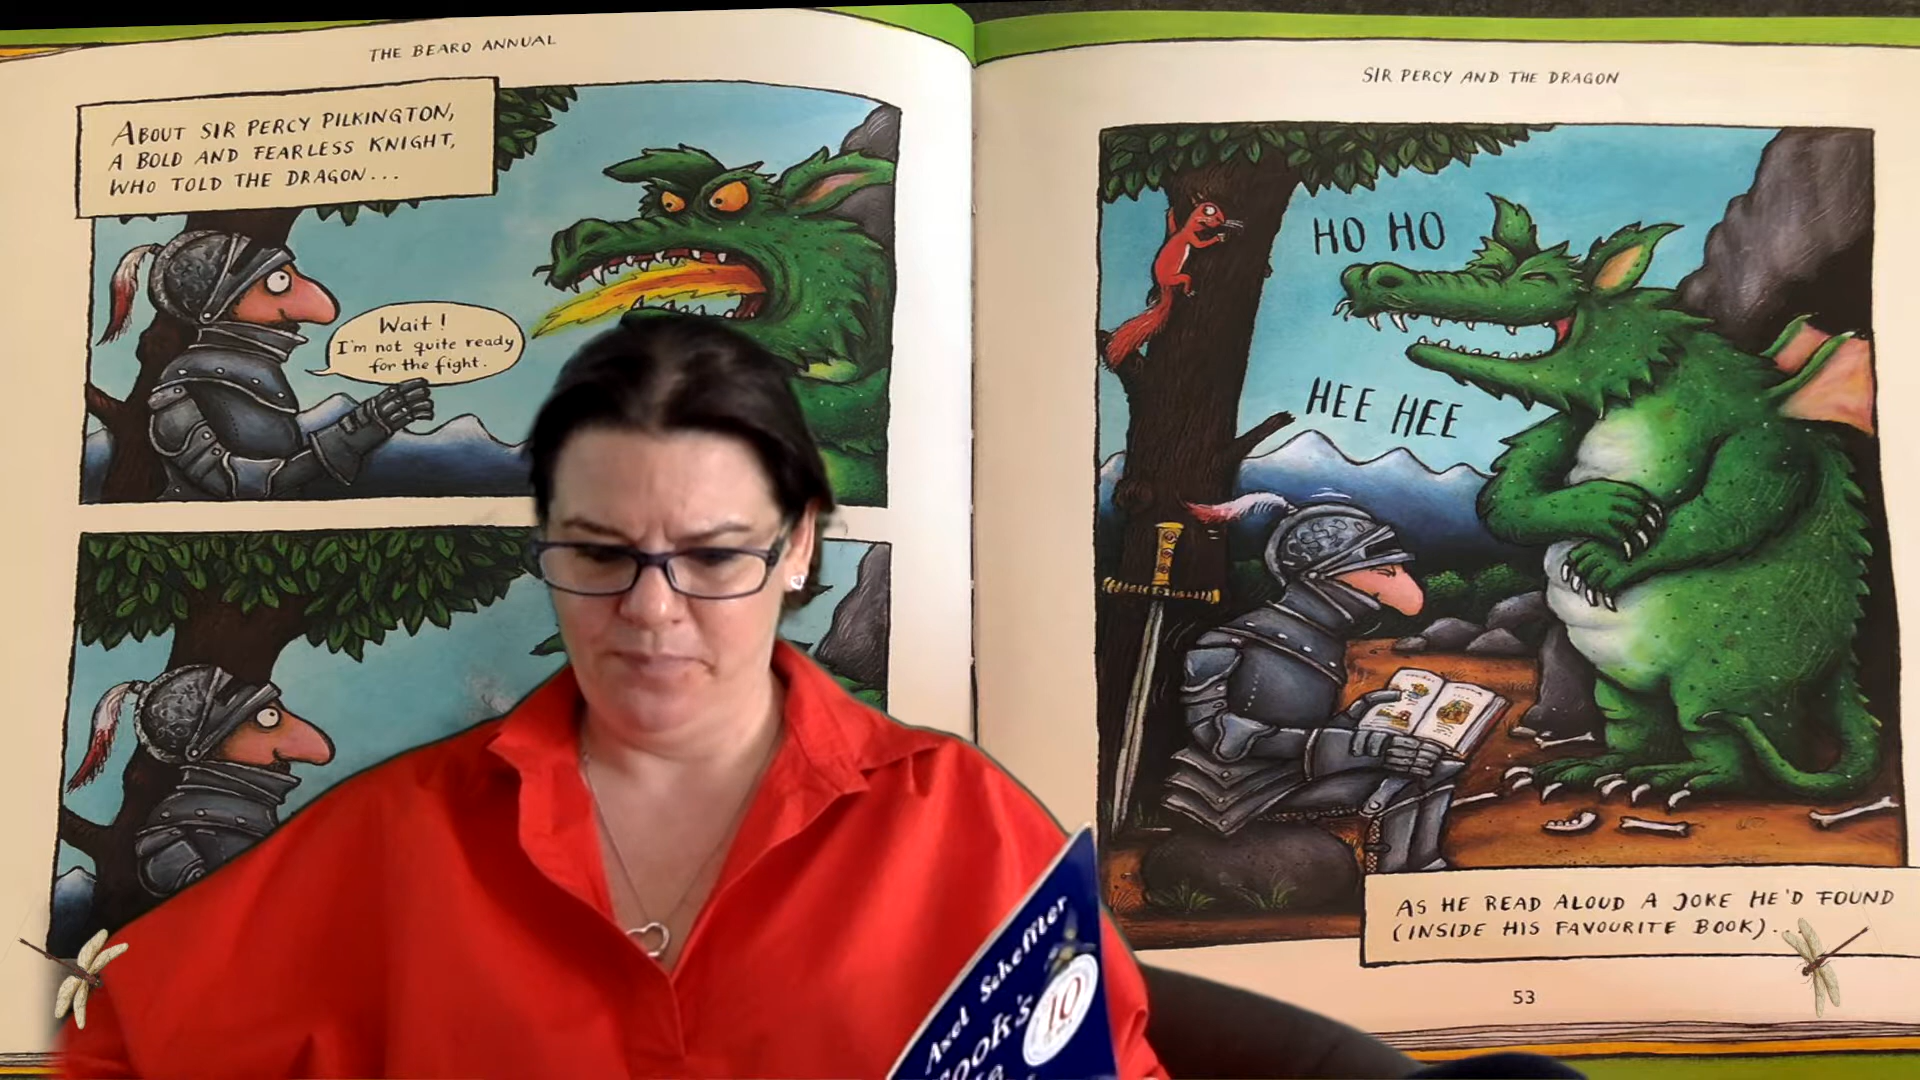 THE BEARO ANNUAL
ABOUT SIR PERCY PILKINGTON,
A BOLD AND FEARLESS KNIGHT,
WHO TOLD THE DRAGON...
Wait!
I'm not quite ready
for the fight.
SIR PERCY AND THE DRAGON
HO HO
HEE HEE
AS HE READ ALOUD A JOKE HE'D FOUND
(INSIDE HIS FAVOURITE BOOK)...
53
Axel Scheffler
ook's
10